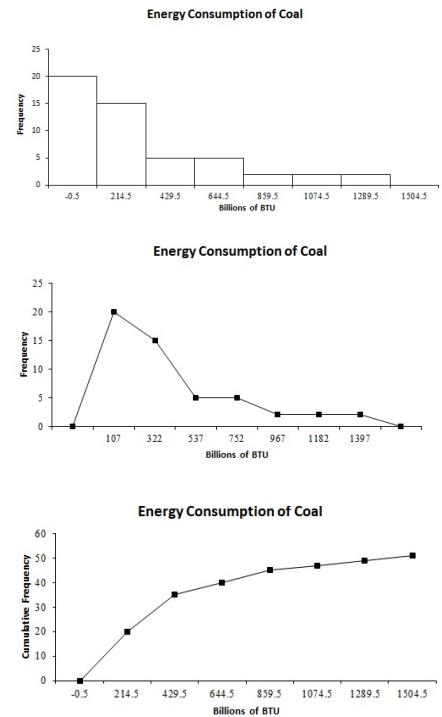 Energy Consumption of Coal
25
20
15
10
5
0
Frequency
-0.5 214.5 429.5 644.5 859.5 1074.5 1289.5 1504.5
Billions of BTU
Energy Consumption of Coal
25
20
15
10
5
0
Frequency
107 322 537 752 967 1182 1397
Billions of BTU
Energy Consumption of Coal
60
50
40
30
20
10
0
Cumulative Frequency
-0.5 214.5 429.5 644.5 859.5 1074.5 1289.5 1504.5
Billions of BTU